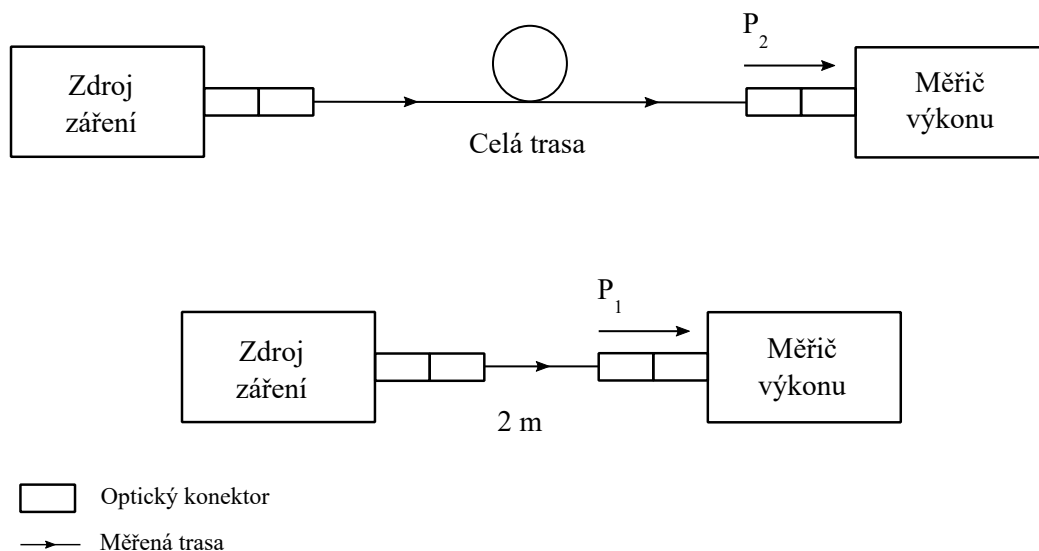 P₂
Zdroj
záření
Měřič
výkonu
Celá trasa
P₁
Zdroj
záření
Měřič
výkonu
2 m
Optický konektor
Měřená trasa